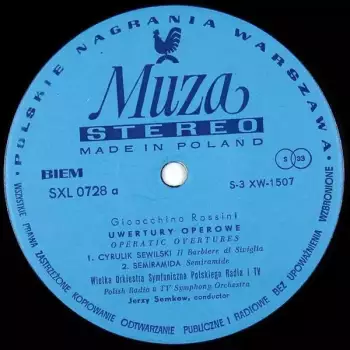 • POLSKIE NAGRANIA WARSZAWA •
Muza
STEREO
MADE IN POLAND
BIEM
S 33
SXL 0728 a
S-3 XW-1507
Gioacchino Rossini
UWERTURY OPEROWE
OPERATIC OVERTURES
1. CYRULIK SEWILSKI Il Barbiere di Siviglia
2. SEMIRAMIDA Semiramide
Wielka Orkiestra Symfoniczna Polskiego Radia i TV
Polish Radio & TV Symphony Orchestra
Jerzy Semkow, conductor
WSZYSTKIE PRAWA ZASTRZEŻONE KOPIOWANIE ODTWARZANIE PUBLICZNE I RADIOWE BEZ UPOWAŻNIENIA WZBRONIONE